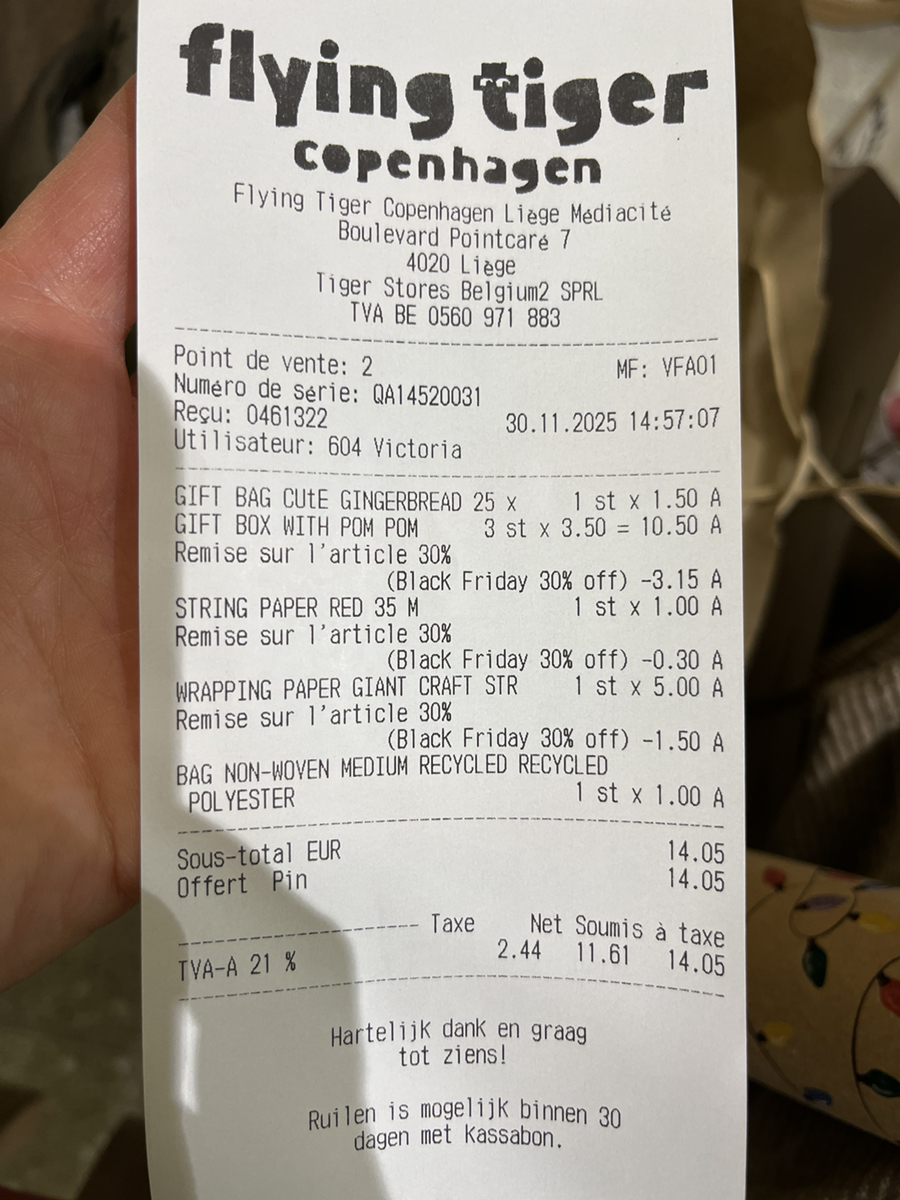 flying tiger
copenhagen
Flying Tiger Copenhagen Liège Médiacité
Boulevard Pointcaré 7
4020 Liège
Tiger Stores Belgium2 SPRL
TVA BE 0560 971 883
Point de vente: 2 MF: VFA01
Numéro de série: QA14520031
Reçu: 0461322 30.11.2025 14:57:07
Utilisateur: 604 Victoria
GIFT BAG CUtE GINGERBREAD 25 x 1 st x 1.50 A
GIFT BOX WITH POM POM 3 st x 3.50 = 10.50 A
Remise sur l'article 30%
(Black Friday 30% off) -3.15 A
STRING PAPER RED 35 M 1 st x 1.00 A
Remise sur l'article 30%
(Black Friday 30% off) -0.30 A
WRAPPING PAPER GIANT CRAFT STR 1 st x 5.00 A
Remise sur l'article 30%
(Black Friday 30% off) -1.50 A
BAG NON-WOVEN MEDIUM RECYCLED RECYCLED
POLYESTER 1 st x 1.00 A
Sous-total EUR 14.05
Offert Pin 14.05
Taxe Net Soumis à taxe
TVA-A 21 % 2.44 11.61 14.05
Hartelijk dank en graag
tot ziens!
Ruilen is mogelijk binnen 30
dagen met Kassabon.